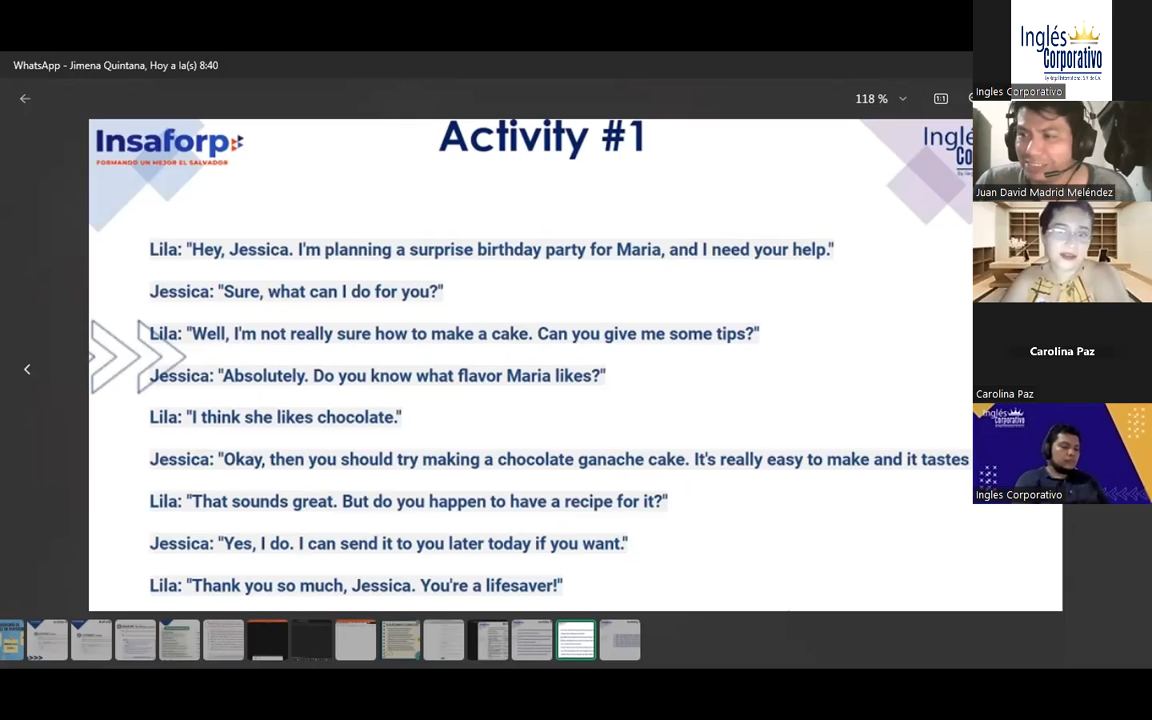 WhatsApp - Jimena Quintana, Hoy a la(s) 8:40
118 %
1:1
Insaforp
FORMANDO UN MEJOR EL SALVADOR
Activity #1
Inglé
Co
Lila: "Hey, Jessica. I'm planning a surprise birthday party for Maria, and I need your help."
Jessica: "Sure, what can I do for you?"
Lila: "Well, I'm not really sure how to make a cake. Can you give me some tips?"
Jessica: "Absolutely. Do you know what flavor Maria likes?"
Lila: "I think she likes chocolate."
Jessica: "Okay, then you should try making a chocolate ganache cake. It's really easy to make and it tastes
Lila: "That sounds great. But do you happen to have a recipe for it?"
Jessica: "Yes, I do. I can send it to you later today if you want."
Lila: "Thank you so much, Jessica. You're a lifesaver!"
Inglés
Corporativo
Ingles Corporativo
Juan David Madrid Meléndez
Carolina Paz
Carolina Paz
Inglés
Corporativo
Ingles Corporativo